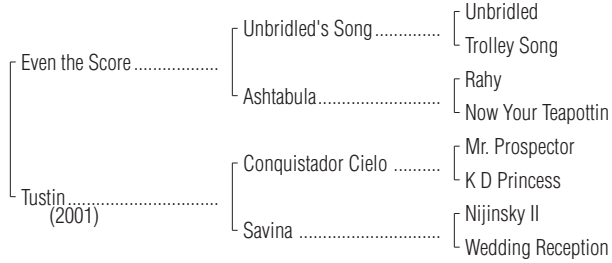 Unbridled
Unbridled's Song..............
Trolley Song
Even the Score..................
Rahy
Ashtabula..........................
Now Your Teapottin
Mr. Prospector
Conquistador Cielo ..........
K D Princess
Tustin................................
(2001)
Nijinsky II
Savina ..............................
Wedding Reception